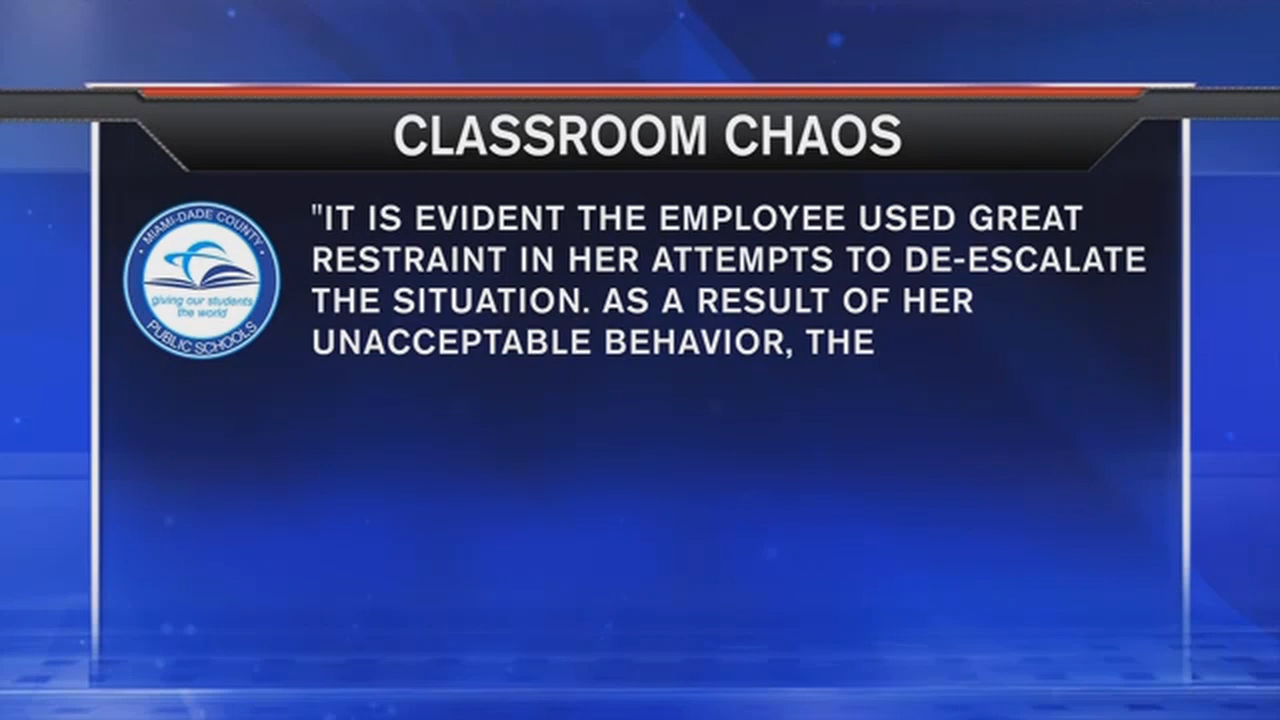 CLASSROOM CHAOS
MIAMI-DADE COUNTY
giving our students
the world
PUBLIC SCHOOLS
"IT IS EVIDENT THE EMPLOYEE USED GREAT
RESTRAINT IN HER ATTEMPTS TO DE-ESCALATE
THE SITUATION. AS A RESULT OF HER
UNACCEPTABLE BEHAVIOR, THE